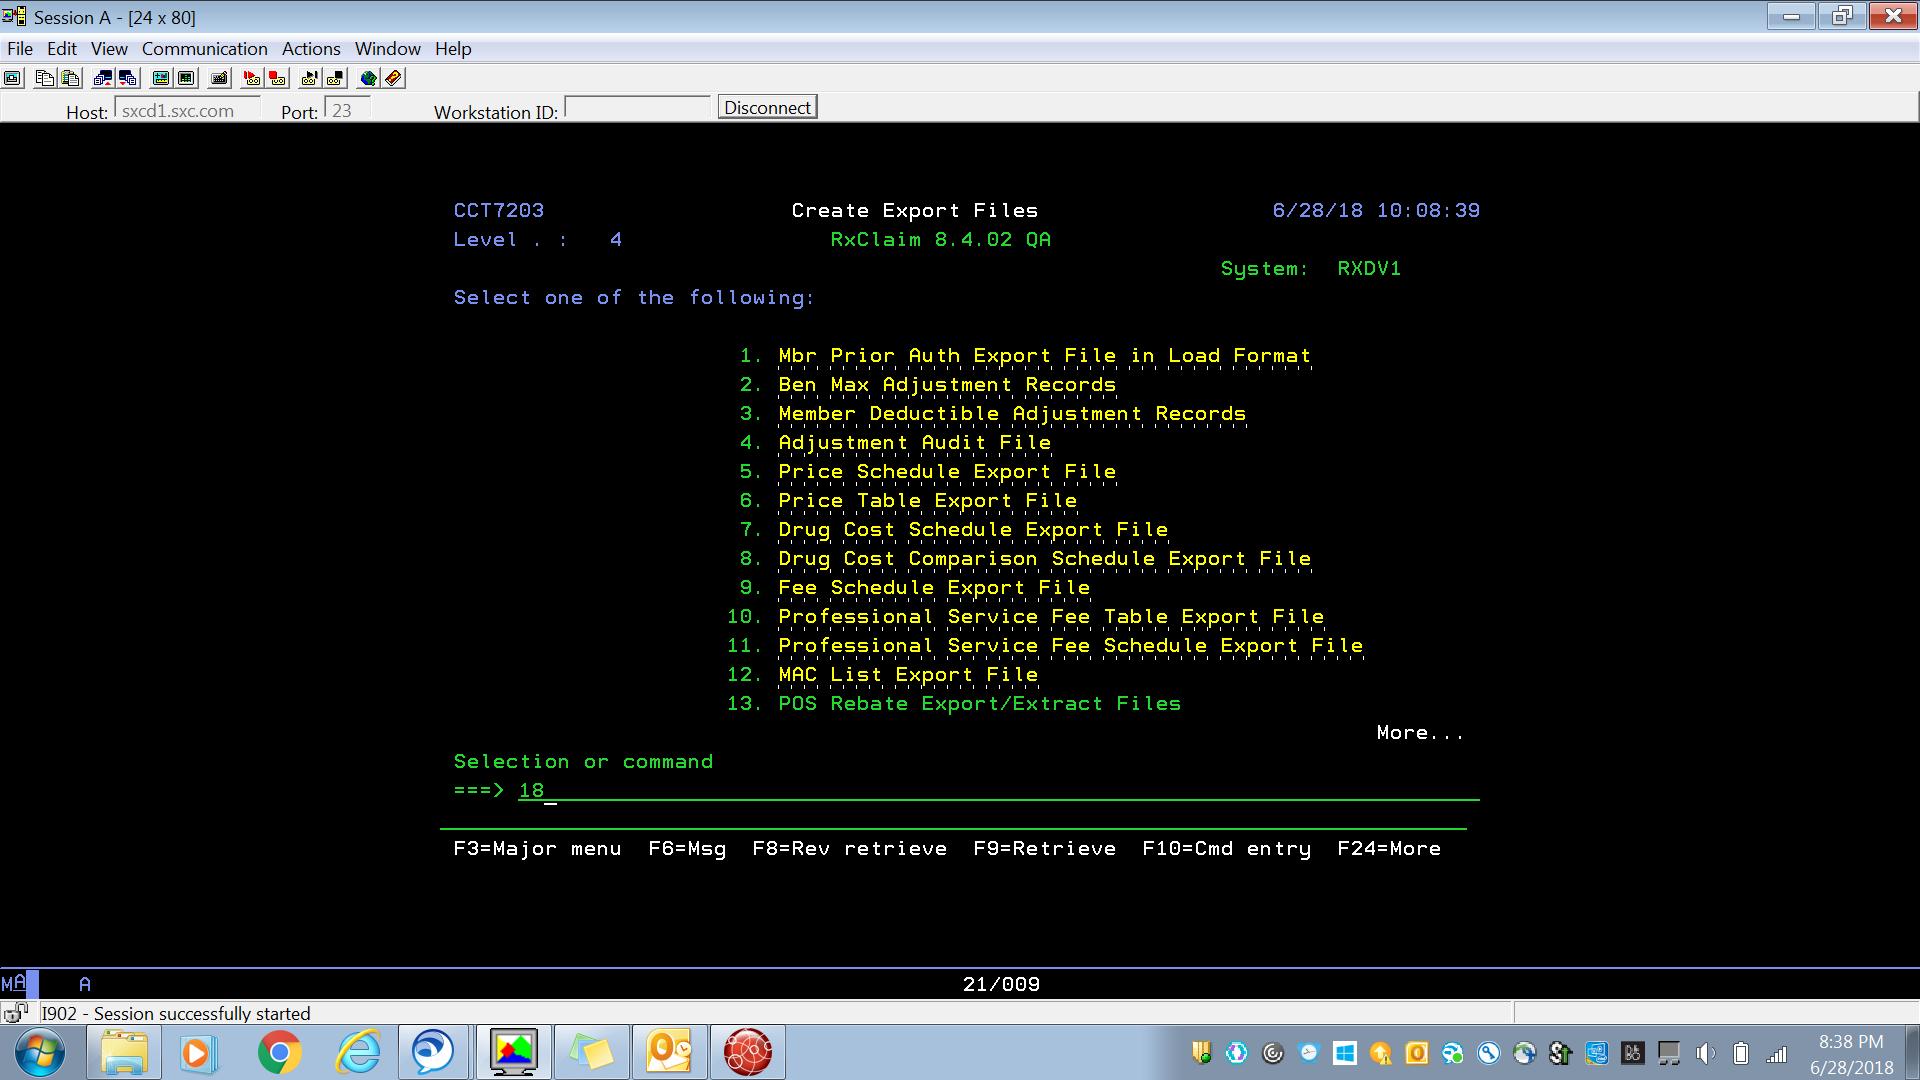 Session A - [24 x 80]
File Edit View Communication Actions Window Help
Host: sxcd1.sxc.com Port: 23 Workstation ID: Disconnect
CCT7203 Create Export Files 6/28/18 10:08:39
Level . : 4 RxClaim 8.4.02 QA
System: RXDV1
Select one of the following:
1. Mbr Prior Auth Export File in Load Format
2. Ben Max Adjustment Records
3. Member Deductible Adjustment Records
4. Adjustment Audit File
5. Price Schedule Export File
6. Price Table Export File
7. Drug Cost Schedule Export File
8. Drug Cost Comparison Schedule Export File
9. Fee Schedule Export File
10. Professional Service Fee Table Export File
11. Professional Service Fee Schedule Export File
12. MAC List Export File
13. POS Rebate Export/Extract Files
More...
Selection or command
===> 18
F3=Major menu F6=Msg F8=Rev retrieve F9=Retrieve F10=Cmd entry F24=More
MA A 21/009
I902 - Session successfully started
8:38 PM
6/28/2018